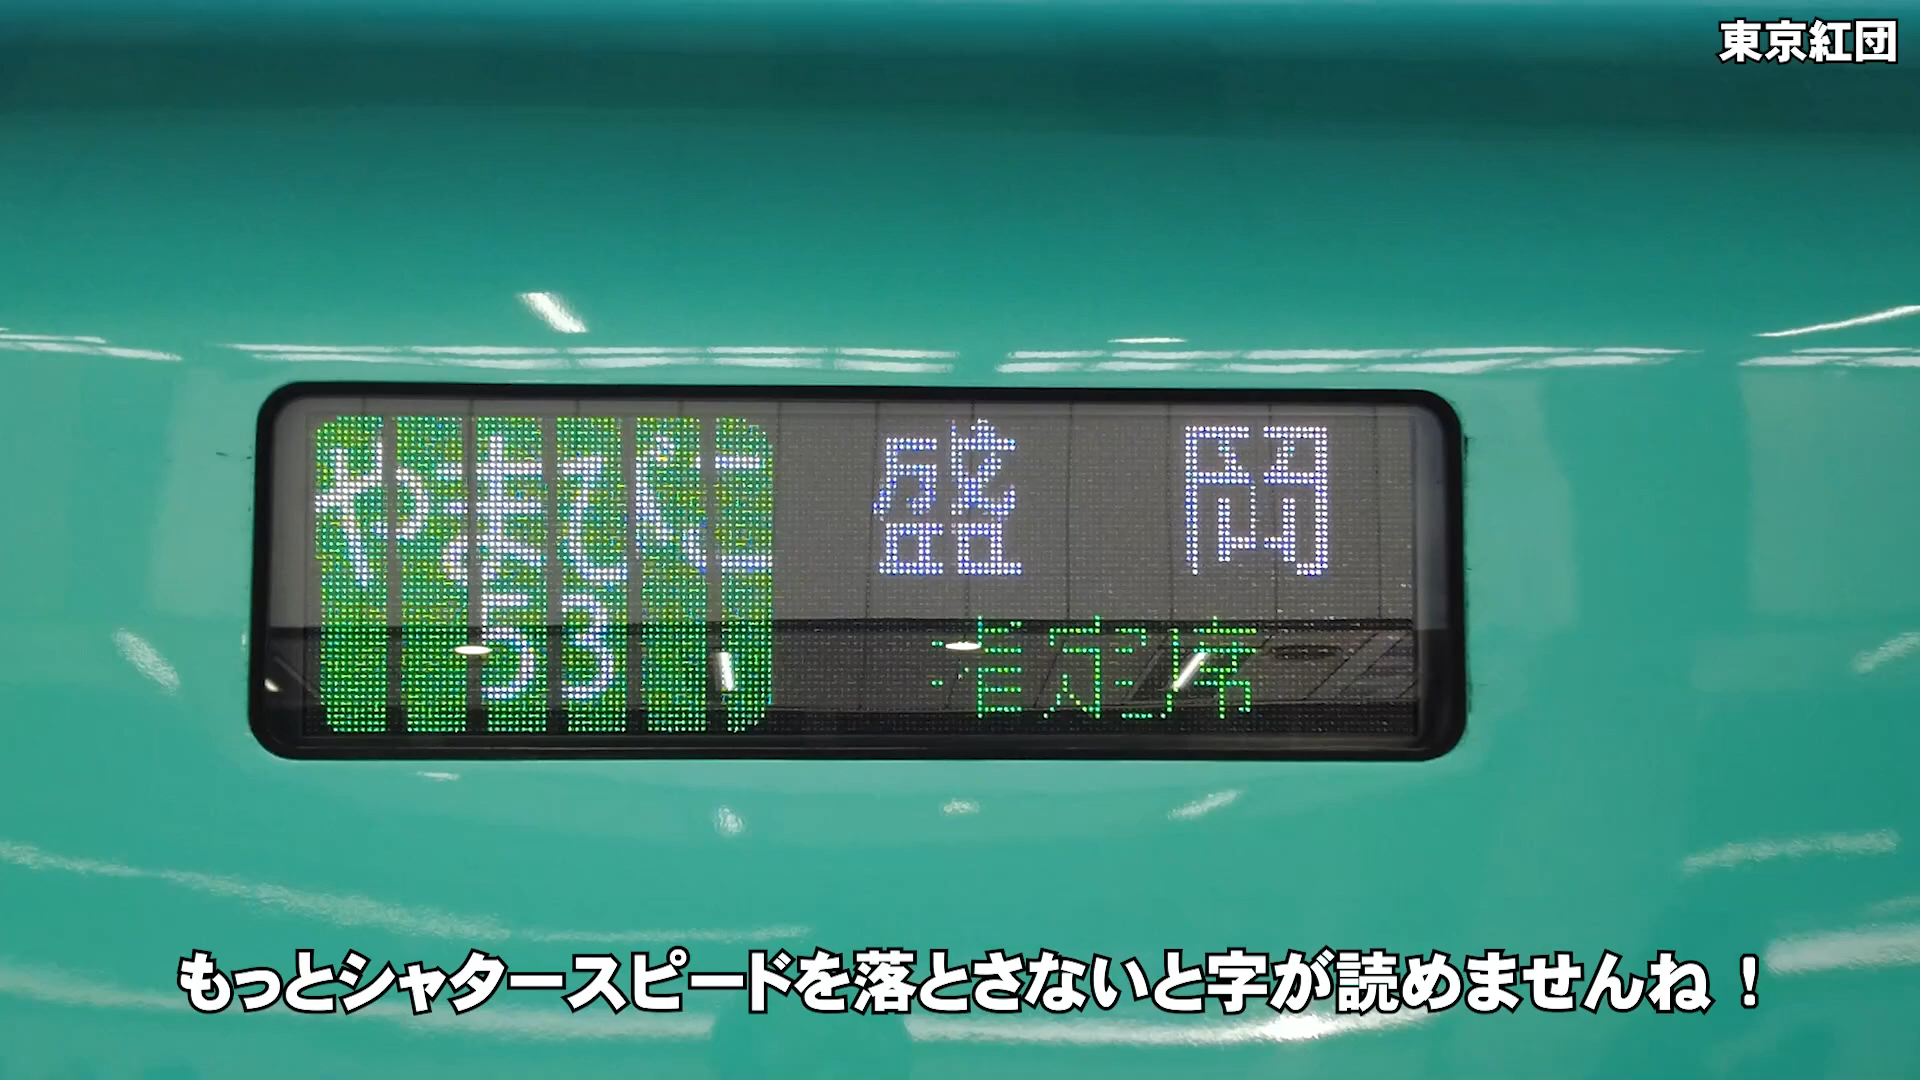 東京紅団
やまびこ
53
盛岡
指定席
もっとシャタースピードを落とさないと字が読めませんね！